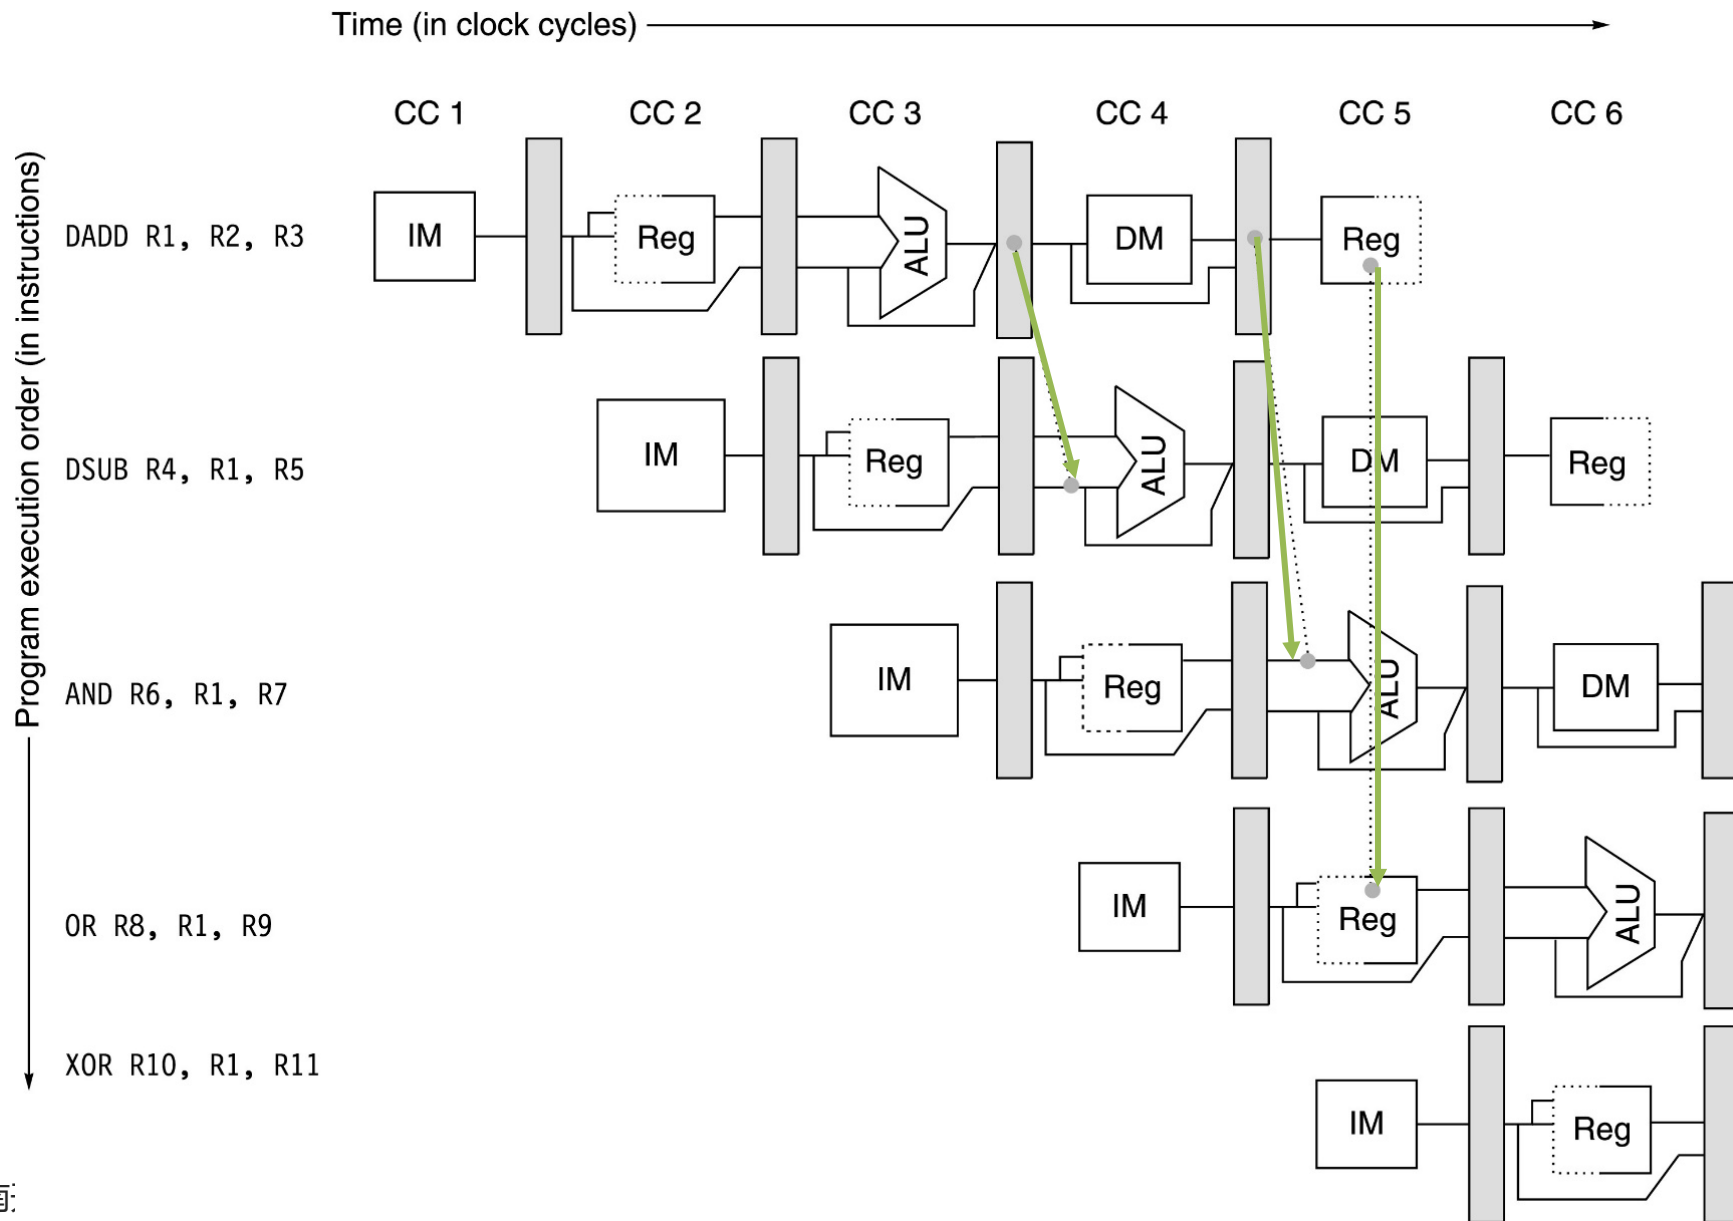 Time (in clock cycles)
CC 1 CC 2 CC 3 CC 4 CC 5 CC 6
Program execution order (in instructions)
DADD R1, R2, R3
IM Reg ALU DM Reg
DSUB R4, R1, R5
IM Reg ALU DM Reg
AND R6, R1, R7
IM Reg ALU DM
OR R8, R1, R9
IM Reg ALU
XOR R10, R1, R11
IM Reg